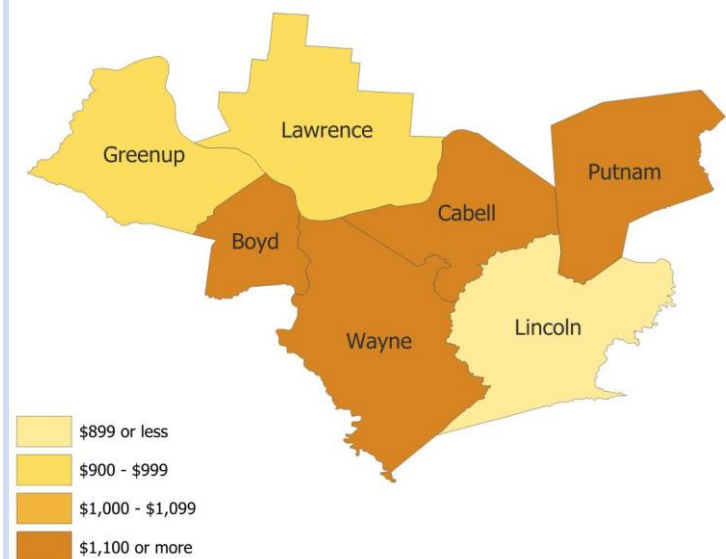 Greenup
Lawrence
Putnam
Cabell
Boyd
Wayne
Lincoln
$899 or less
$900 - $999
$1,000 - $1,099
$1,100 or more